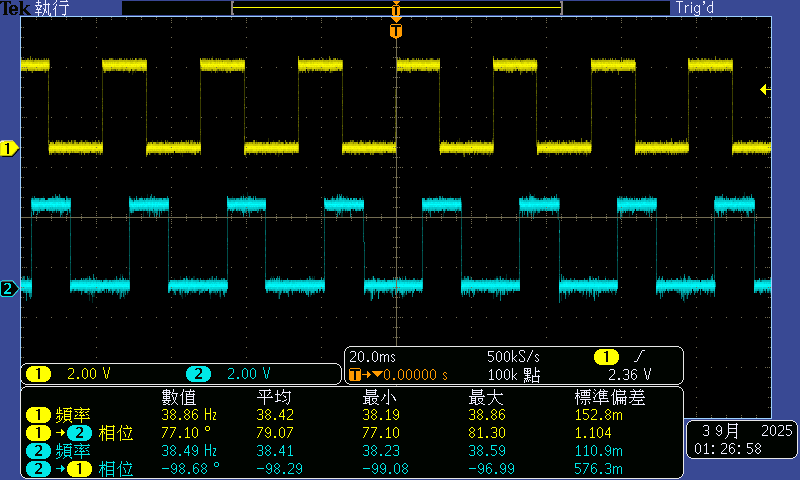 Tek 執行
Trig'd
T
T
1
2
1 2.00 V 2 2.00 V
20.0ms 500kS/s 1
T→▼0.00000 s 100k 點 2.36 V
數值 平均 最小 最大 標準偏差
1 頻率 38.86 Hz 38.42 38.19 38.86 152.8m
1 → 2 相位 77.10 ° 79.07 77.10 81.30 1.104
2 頻率 38.49 Hz 38.41 38.23 38.59 110.9m
2 → 1 相位 -98.68 ° -98.29 -99.08 -96.99 576.3m
3 9月 2025
01:26:58